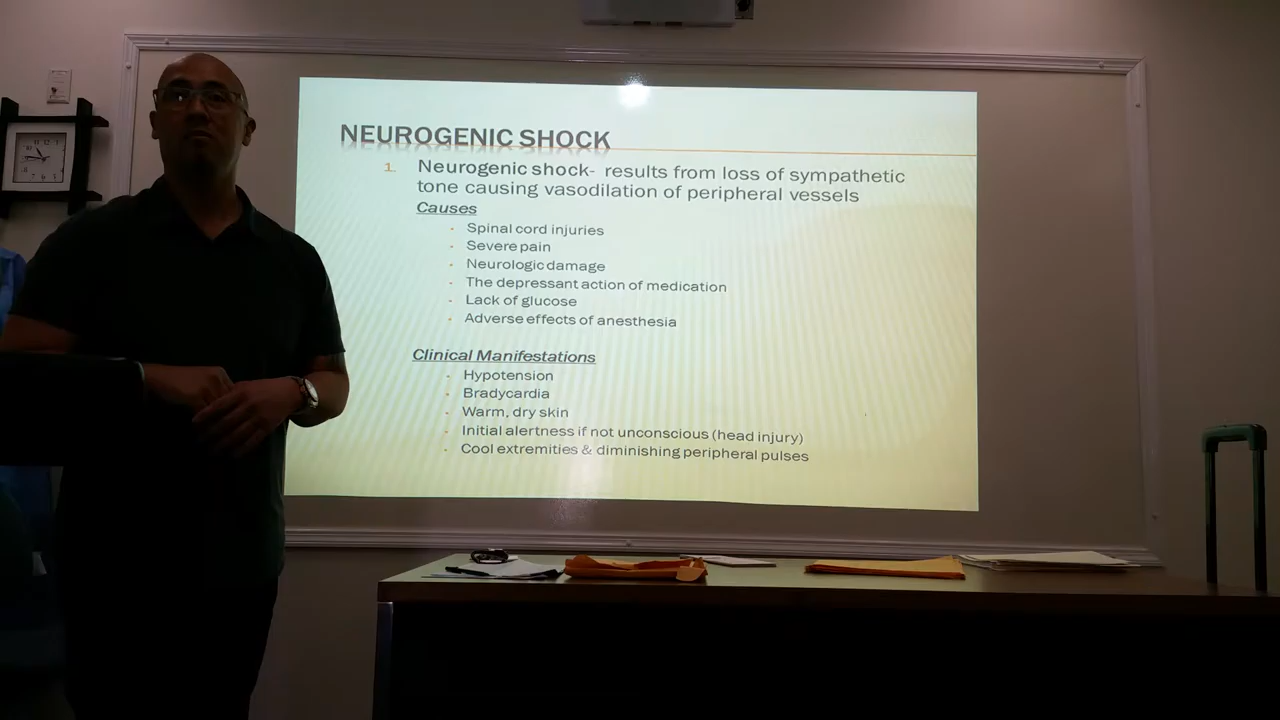 NEUROGENIC SHOCK
1. Neurogenic shock- results from loss of sympathetic
tone causing vasodilation of peripheral vessels
Causes
Spinal cord injuries
Severe pain
Neurologic damage
The depressant action of medication
Lack of glucose
Adverse effects of anesthesia
Clinical Manifestations
Hypotension
Bradycardia
Warm, dry skin
Initial alertness if not unconscious (head injury)
Cool extremities & diminishing peripheral pulses